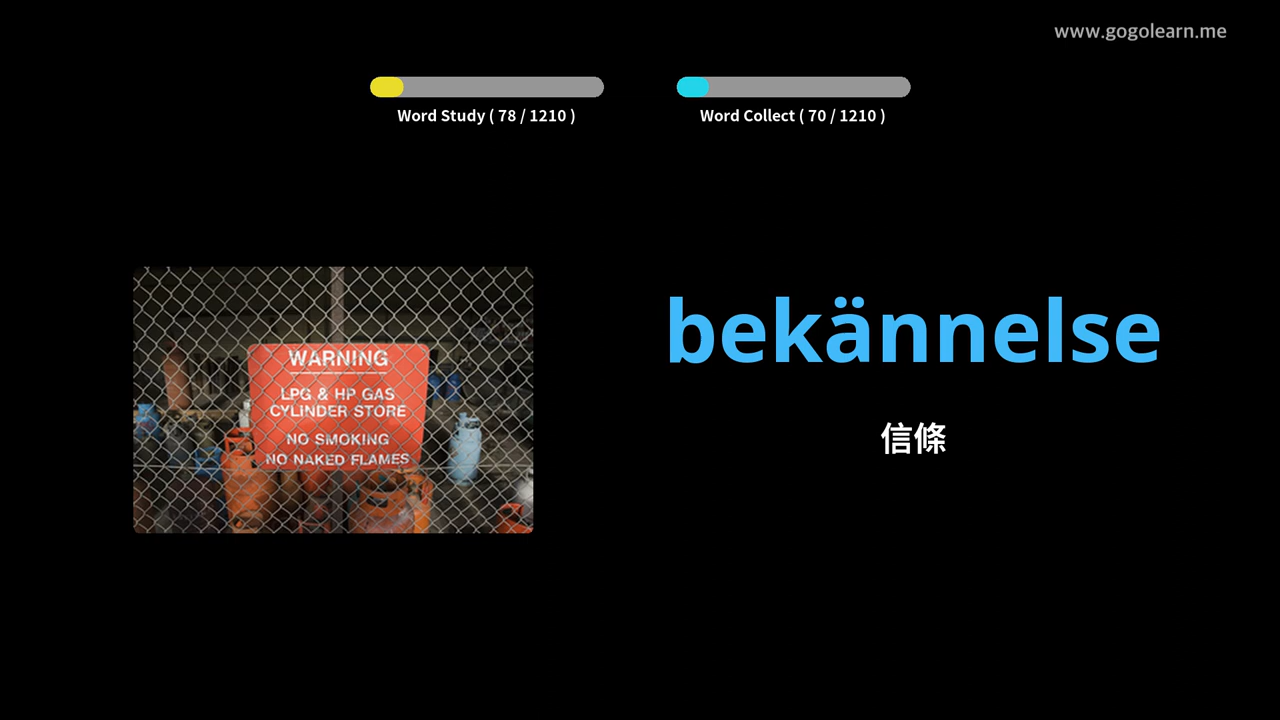 www.gogolearn.me
Word Study ( 78 / 1210 )
Word Collect ( 70 / 1210 )
WARNING
LPG & HP GAS
CYLINDER STORE
NO SMOKING
NO NAKED FLAMES
bekännelse
信條